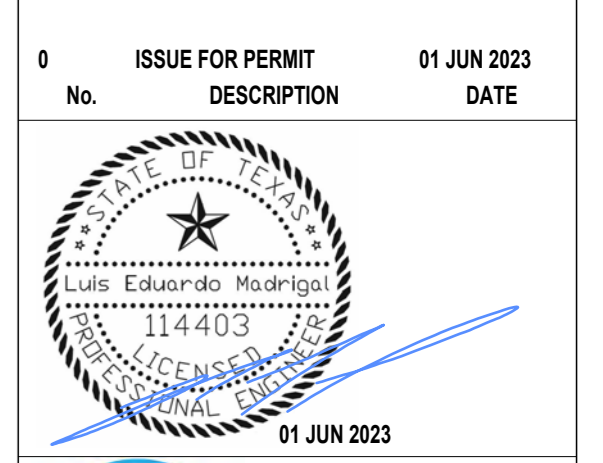 0 ISSUE FOR PERMIT 01 JUN 2023
No. DESCRIPTION DATE
STATE OF TEXAS
Luis Eduardo Madrigal
114403
LICENSED
PROFESSIONAL ENGINEER
01 JUN 2023